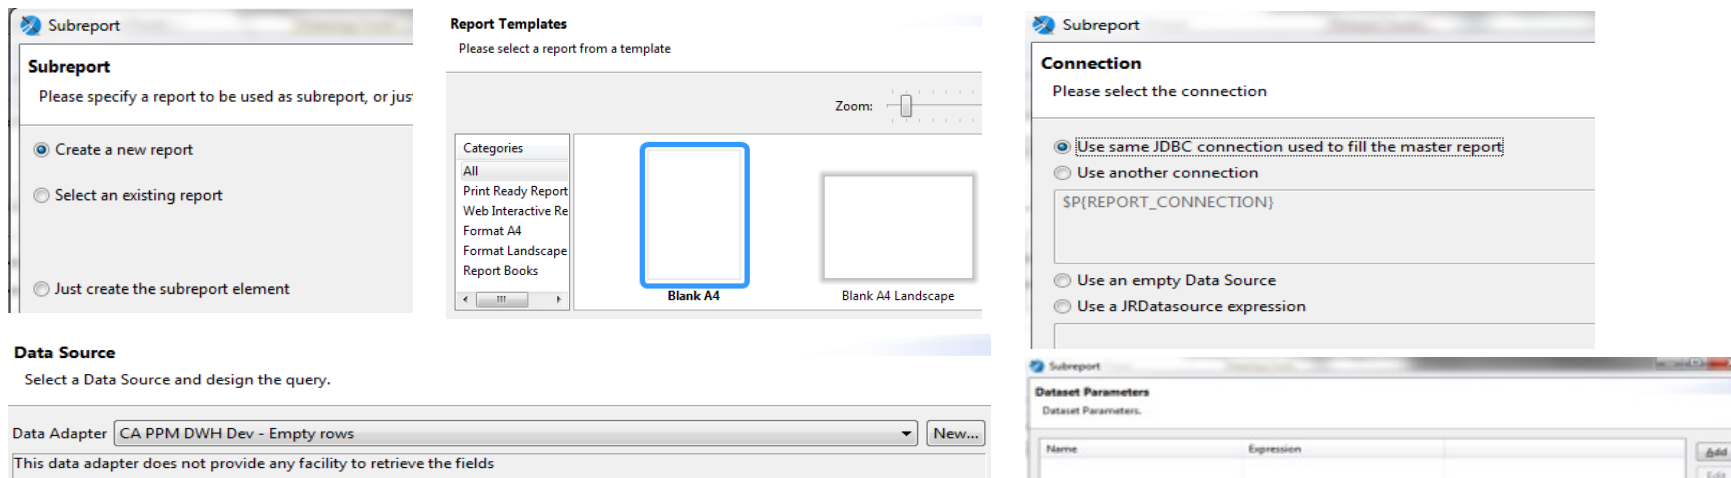 Subreport
Subreport
Please specify a report to be used as subreport, or jus
Create a new report
Select an existing report
Just create the subreport element
Report Templates
Please select a report from a template
Zoom:
Categories
All
Print Ready Report
Web Interactive Re
Format A4
Format Landscape
Report Books
Blank A4
Blank A4 Landscape
Subreport
Connection
Please select the connection
Use same JDBC connection used to fill the master report
Use another connection
$P{REPORT_CONNECTION}
Use an empty Data Source
Use a JRDatasource expression
Data Source
Select a Data Source and design the query.
Data Adapter CA PPM DWH Dev - Empty rows New...
This data adapter does not provide any facility to retrieve the fields
Subreport
Dataset Parameters
Dataset Parameters.
Name Expression
Add
Edit